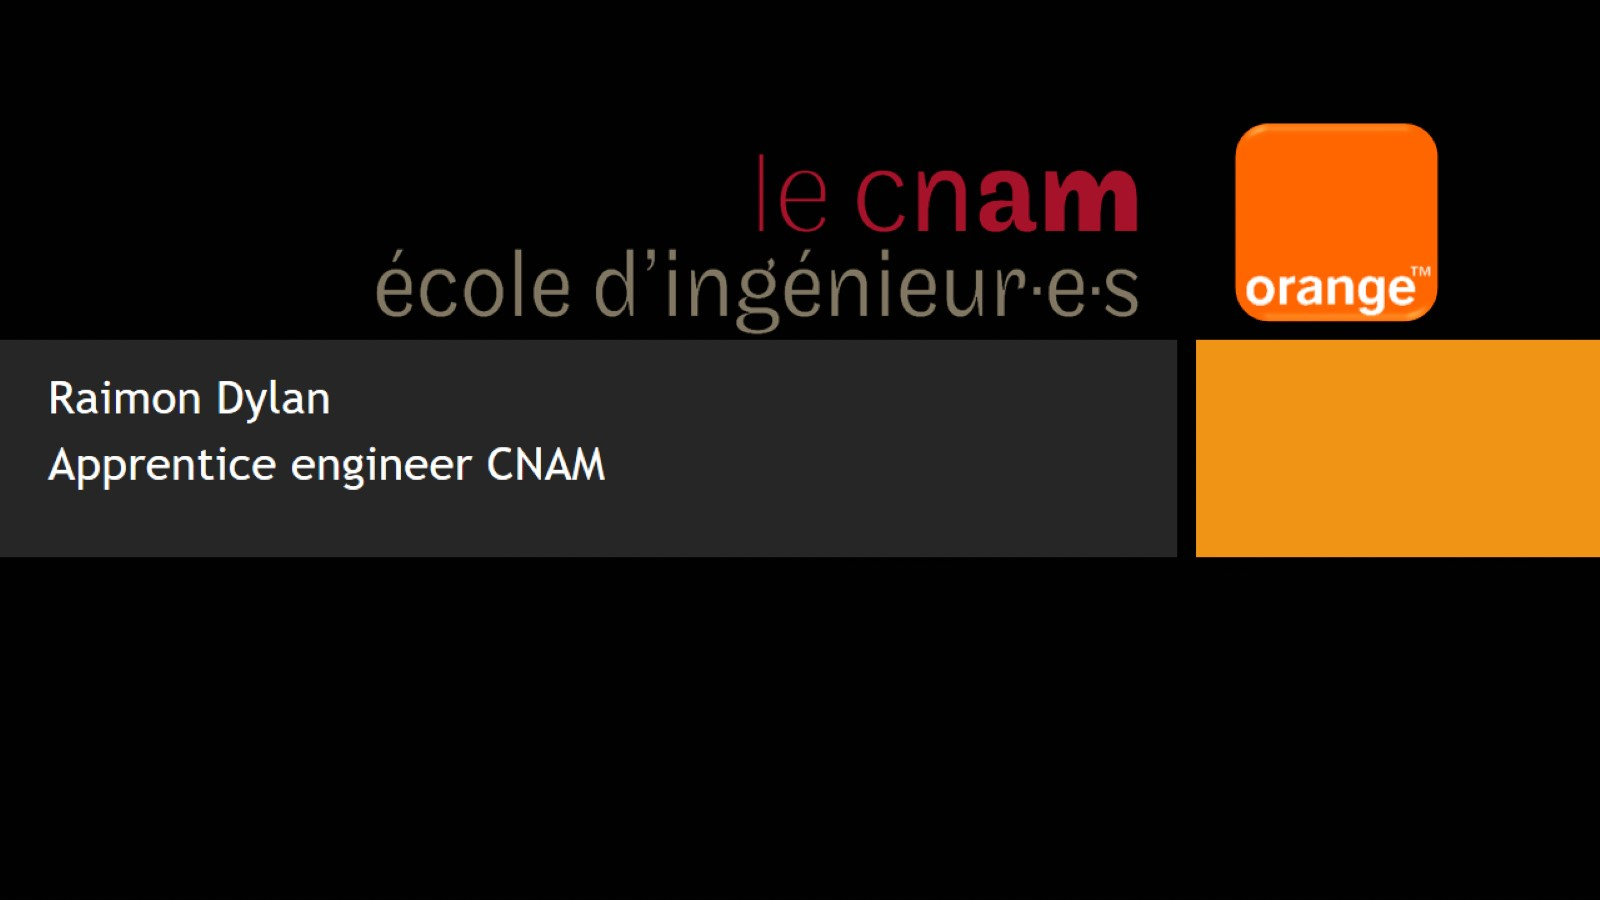 le cnam
école d'ingénieur·e·s
orange™
Raimon Dylan
Apprentice engineer CNAM